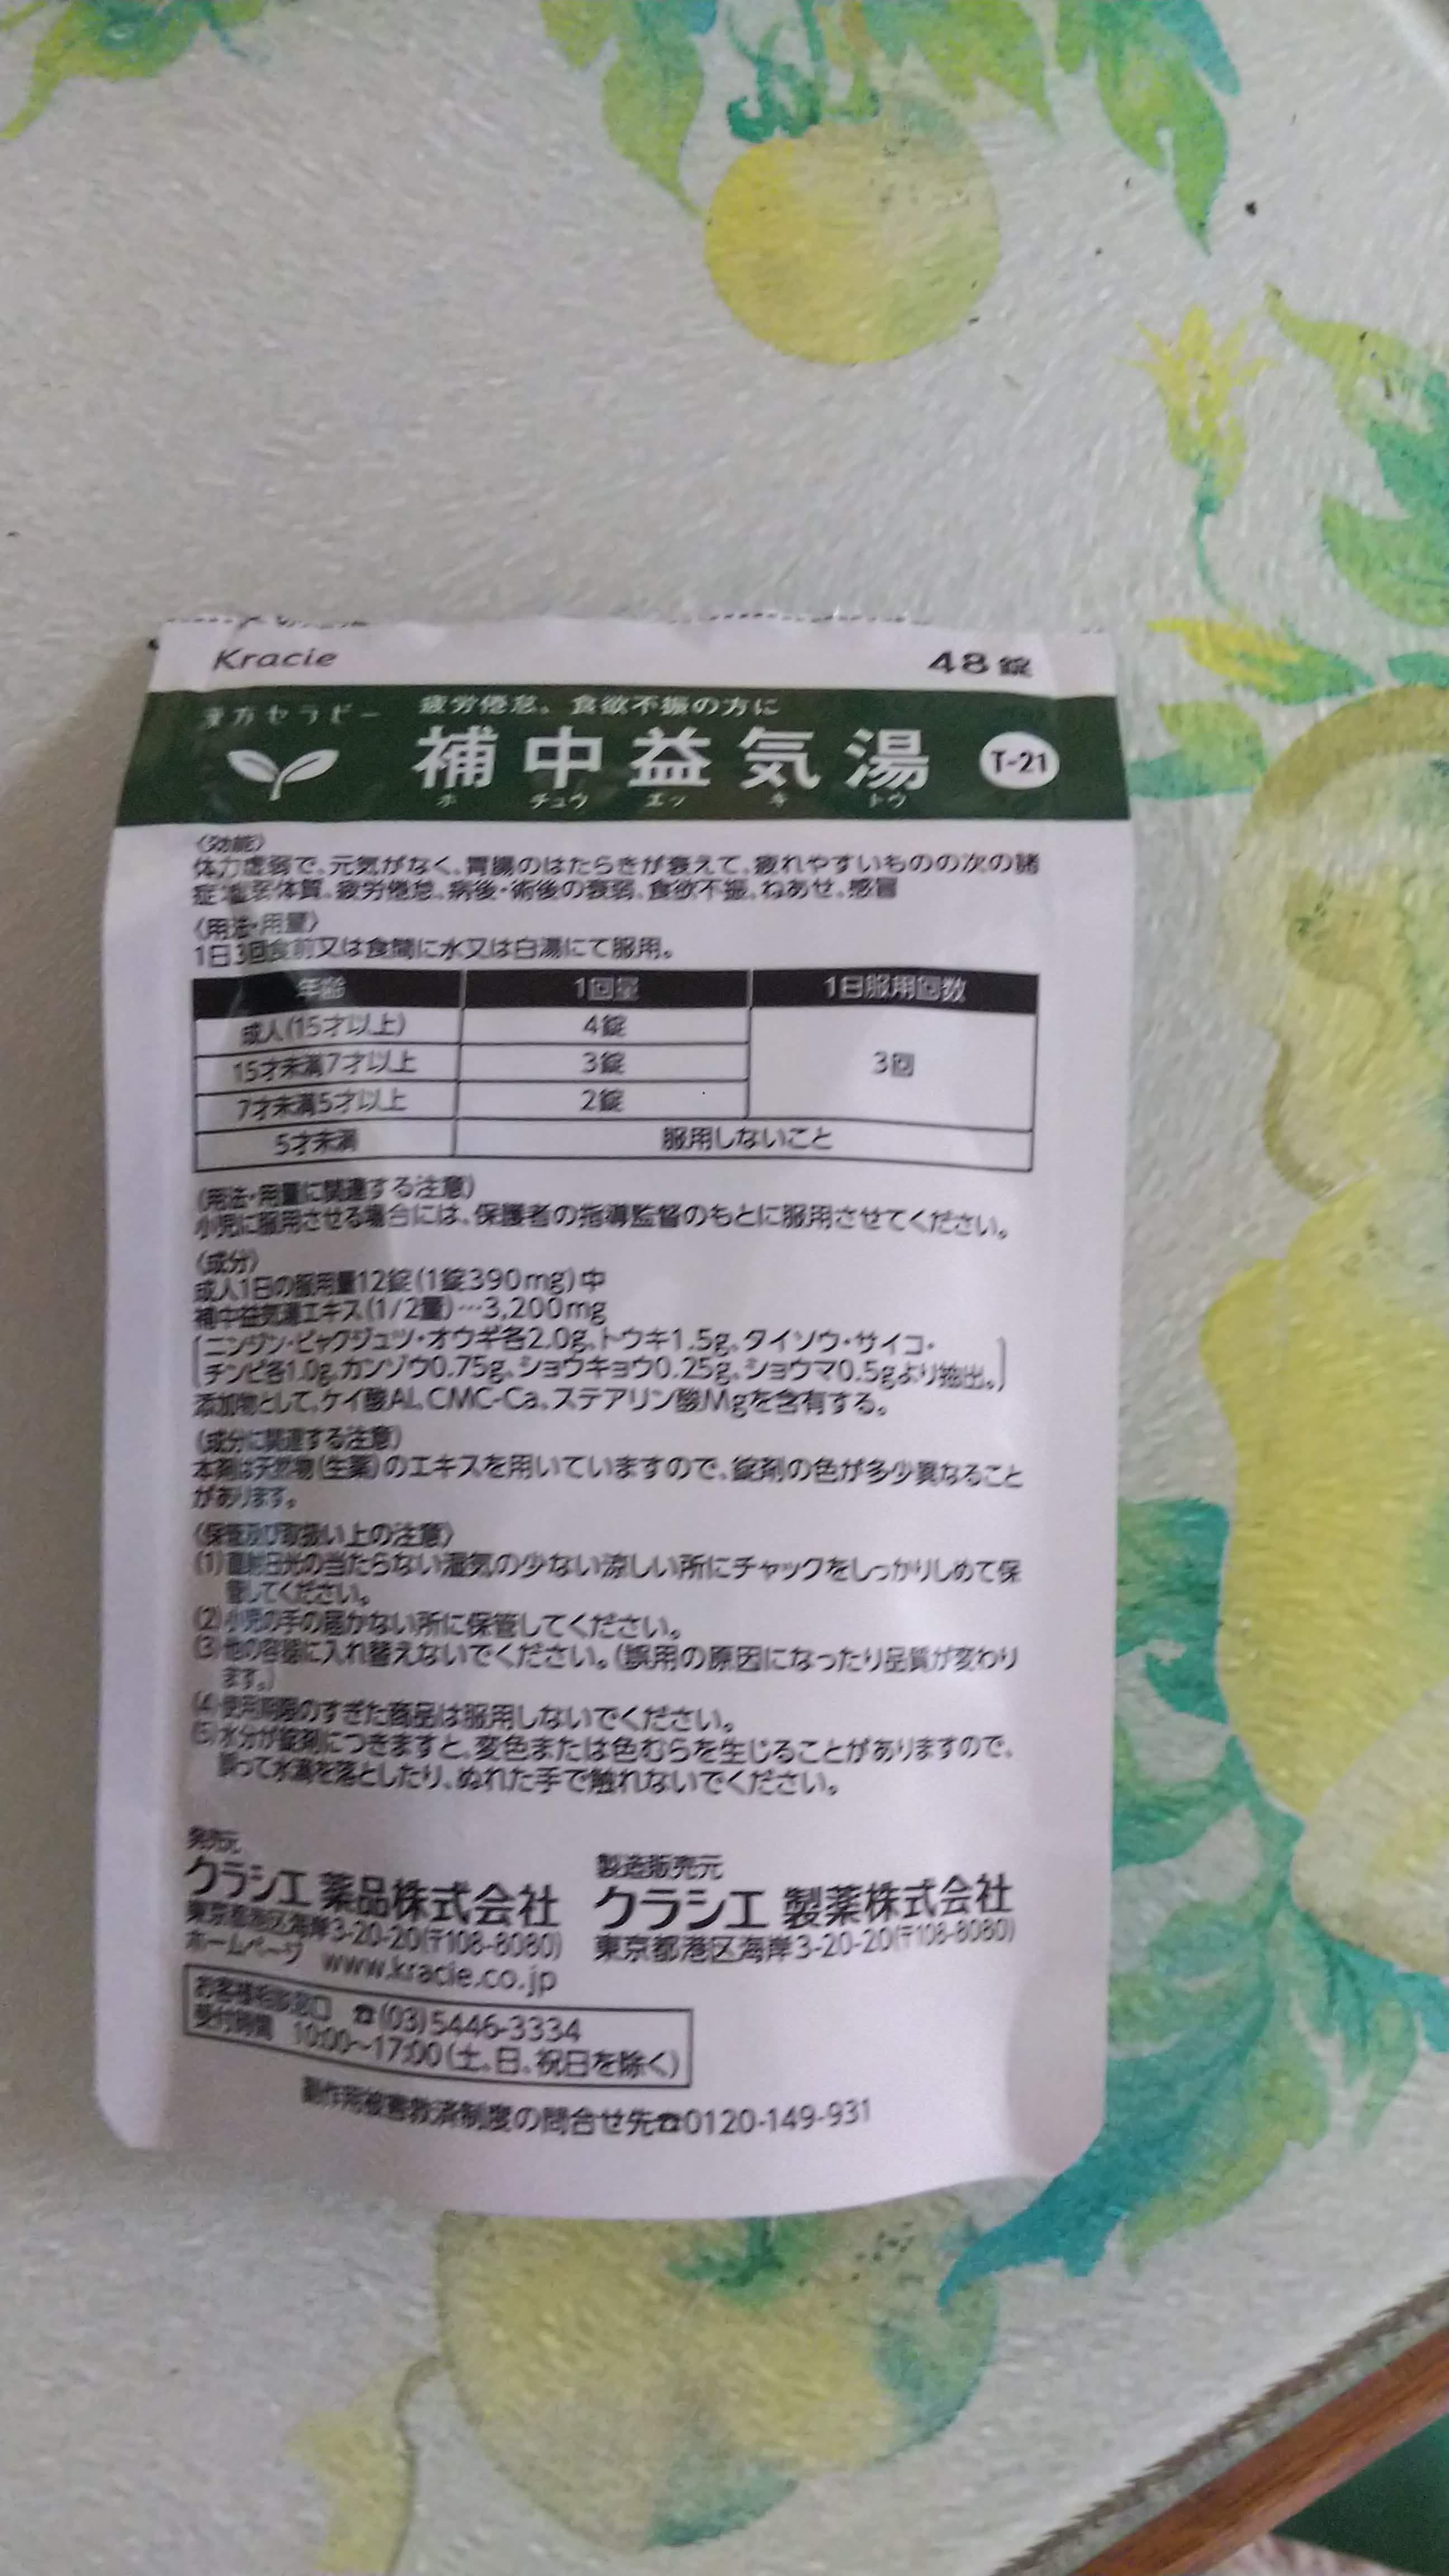 Kracie
48錠
漢方セラピー
疲労倦怠、食欲不振の方に
補中益気湯
ホ チュウ エッ キ トウ
T-21
〈効能〉
体力虚弱で、元気がなく、胃腸のはたらきが衰えて、疲れやすいものの次の諸
症:虚弱体質、疲労倦怠、病後・術後の衰弱、食欲不振、ねあせ、感冒
〈用法・用量〉
1日3回食前又は食間に水又は白湯にて服用。
年齢 1回量 1日服用回数
成人(15才以上) 4錠 3回
15才未満7才以上 3錠
7才未満5才以上 2錠
5才未満 服用しないこと
〈用法・用量に関連する注意〉
小児に服用させる場合には、保護者の指導監督のもとに服用させてください。
〈成分〉
成人1日の服用量12錠(1錠390mg)中
補中益気湯エキス(1/2量)…3,200mg
〔ニンジン・ビャクジュツ・オウギ各2.0g、トウキ1.5g、タイソウ・サイコ・
チンピ各1.0g、カンゾウ0.75g、ショウキョウ0.25g、ショウマ0.5gより抽出。〕
添加物として、ケイ酸Al、CMC-Ca、ステアリン酸Mgを含有する。
〈成分に関連する注意〉
本剤は天然物(生薬)のエキスを用いていますので、錠剤の色が多少異なること
があります。
〈保管及び取扱い上の注意〉
(1)直射日光の当たらない湿気の少ない涼しい所にチャックをしっかりしめて保
管してください。
(2)小児の手の届かない所に保管してください。
(3)他の容器に入れ替えないでください。(誤用の原因になったり品質が変わり
ます。)
(4)使用期限のすぎた商品は服用しないでください。
(5)水分が錠剤につきますと、変色または色むらを生じることがありますので、
誤って水滴を落としたり、ぬれた手で触れないでください。
発売元
クラシエ薬品株式会社
東京都港区海岸3-20-20(〒108-8080)
ホームページ www.kracie.co.jp
製造販売元
クラシエ製薬株式会社
東京都港区海岸3-20-20(〒108-8080)
お客様相談窓口 ☎(03)5446-3334
受付時間 10:00~17:00(土、日、祝日を除く)
副作用被害救済制度の問合せ先☎0120-149-931